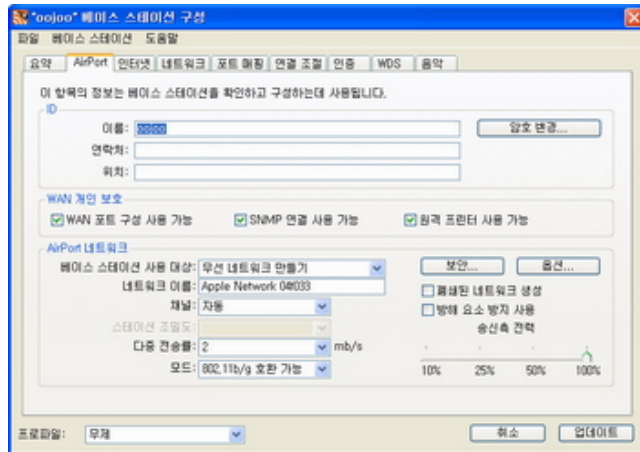 "oojoo" 베이스 스테이션 구성
파일 베이스 스테이션 도움말
요약 AirPort 인터넷 네트워크 포트 매핑 연결 조절 인증 WDS 음악
이 항목의 정보는 베이스 스테이션를 확인하고 구성하는데 사용됩니다.
ID
이름: oojoo 암호 변경...
연락처:
위치:
WAN 개인 보호
WAN 포트 구성 사용 가능 SNMP 연결 사용 가능 원격 프린터 사용 가능
AirPort 네트워크
베이스 스테이션 사용 대상: 무선 네트워크 만들기 보안... 옵션...
네트워크 이름: Apple Network 04f033 폐쇄된 네트워크 생성
채널: 자동 방해 요소 방지 사용
스테이션 조밀도: 송신측 전력
다중 전송률: 2 mb/s
모드: 802.11b/g 호환 가능 10% 25% 50% 100%
프로파일: 무제 취소 업데이트